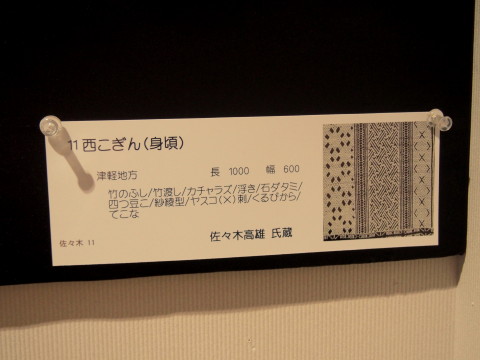 11 西こぎん(身頃)
津軽地方 長 1000 幅 600
竹のふし/竹渡し/カチャラズ/浮き/石ダタミ/
四つ豆こ/紗綾型/ヤスコ(×)刺/くるびから/
てこな
佐々木高雄 氏蔵
佐々木 11